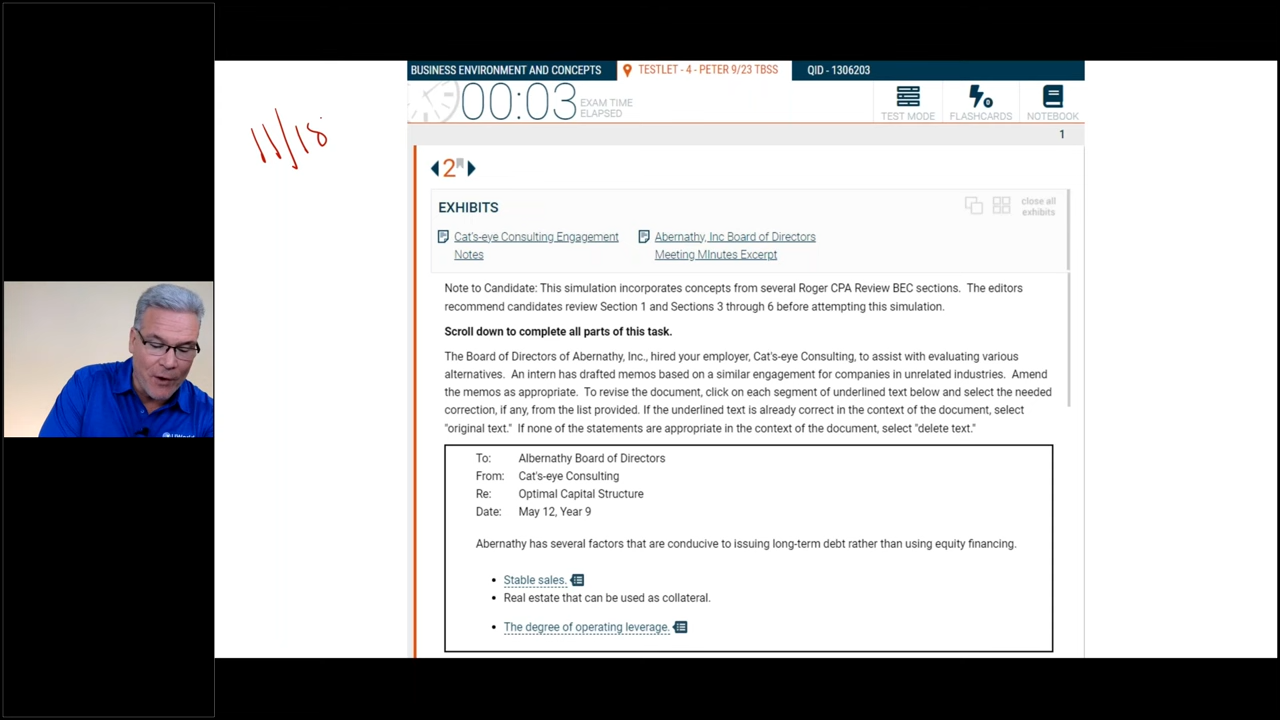 11/18
BUSINESS ENVIRONMENT AND CONCEPTS
TESTLET - 4 - PETER 9/23 TBSS
QID - 1306203
00:03 EXAM TIME
ELAPSED
TEST MODE
FLASHCARDS
NOTEBOOK
0
1
2
EXHIBITS
close all
exhibits
Cat's-eye Consulting Engagement
Notes
Abernathy, Inc Board of Directors
Meeting MInutes Excerpt
Note to Candidate: This simulation incorporates concepts from several Roger CPA Review BEC sections. The editors
recommend candidates review Section 1 and Sections 3 through 6 before attempting this simulation.
Scroll down to complete all parts of this task.
The Board of Directors of Abernathy, Inc., hired your employer, Cat's-eye Consulting, to assist with evaluating various
alternatives. An intern has drafted memos based on a similar engagement for companies in unrelated industries. Amend
the memos as appropriate. To revise the document, click on each segment of underlined text below and select the needed
correction, if any, from the list provided. If the underlined text is already correct in the context of the document, select
"original text." If none of the statements are appropriate in the context of the document, select "delete text."
To: Albernathy Board of Directors
From: Cat's-eye Consulting
Re: Optimal Capital Structure
Date: May 12, Year 9
Abernathy has several factors that are conducive to issuing long-term debt rather than using equity financing.
• Stable sales.
• Real estate that can be used as collateral.
• The degree of operating leverage.
UWorld